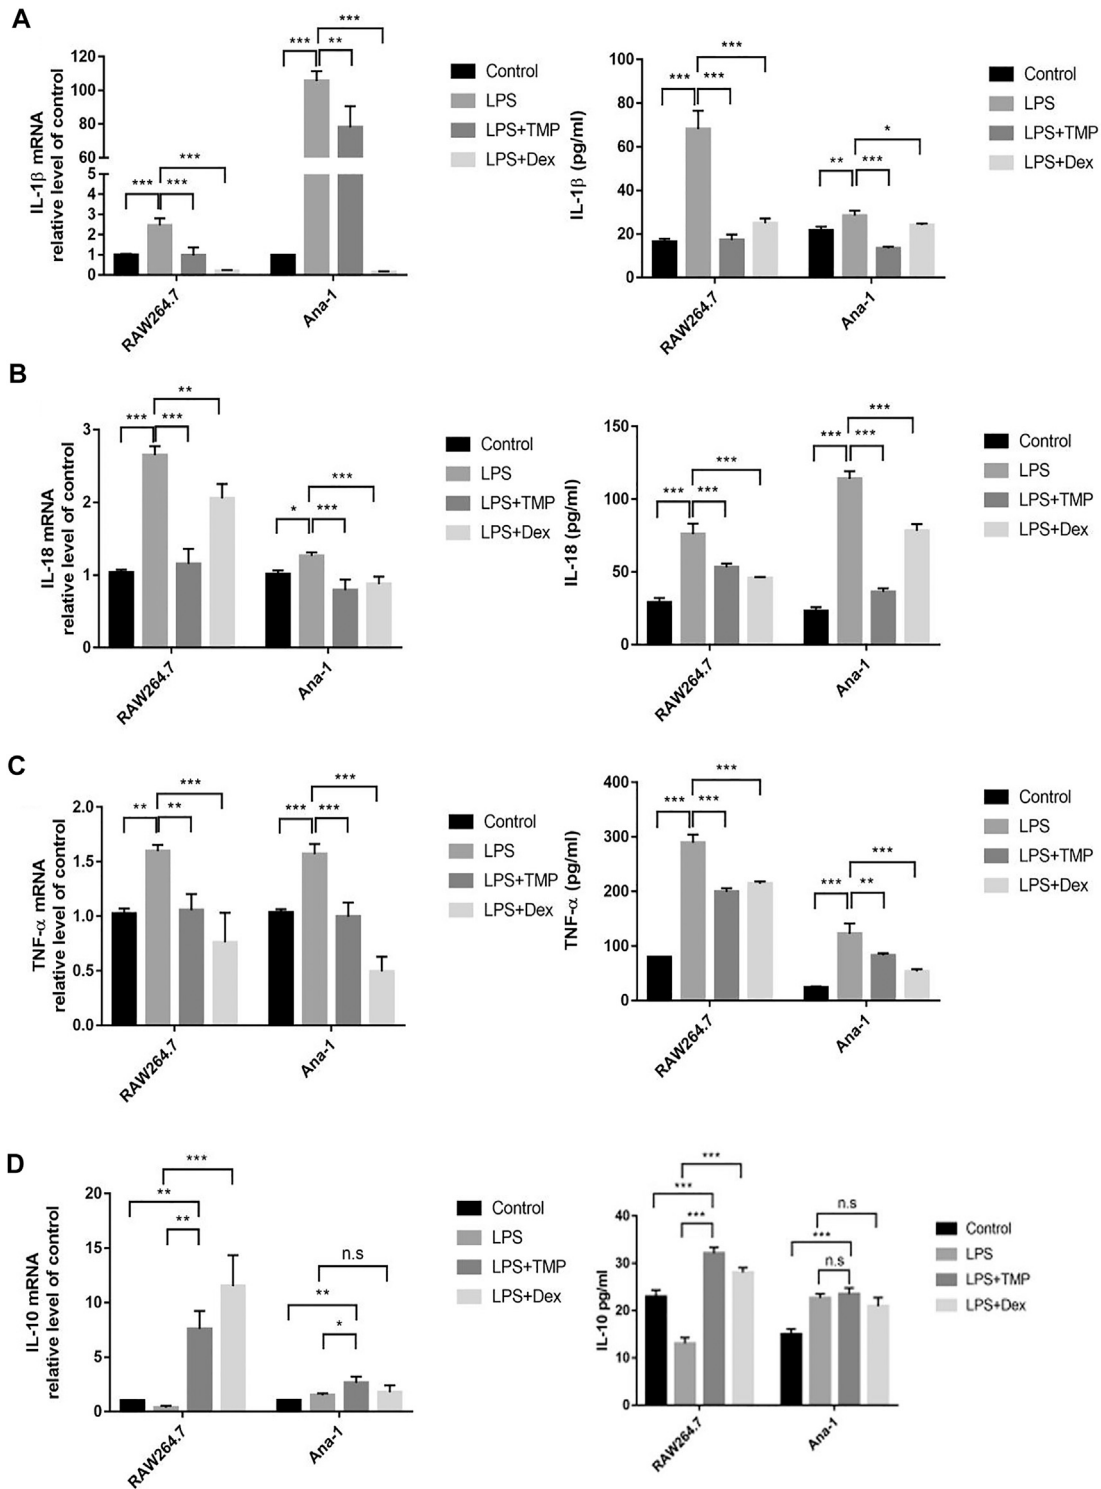 A
***
*** **
IL-1β mRNA
relative level of control
120
100
80
60
5
4
3
2
1
0
***
*** ***
RAW264.7
Ana-1
Control
LPS
LPS+TMP
LPS+Dex
IL-1β (pg/ml)
100
80
60
40
20
0
***
*** ***
*
** ***
RAW264.7
Ana-1
Control
LPS
LPS+TMP
LPS+Dex
B
IL-18 mRNA
relative level of control
3
2
1
0
**
*** ***
***
* ***
RAW264.7
Ana-1
Control
LPS
LPS+TMP
LPS+Dex
IL-18 (pg/ml)
150
100
50
0
***
*** ***
***
*** ***
RAW264.7
Ana-1
Control
LPS
LPS+TMP
LPS+Dex
C
TNF-α mRNA
relative level of control
2.0
1.5
1.0
0.5
0.0
***
** **
***
*** ***
RAW264.7
Ana-1
Control
LPS
LPS+TMP
LPS+Dex
TNF-α (pg/ml)
400
300
200
100
0
***
*** ***
***
*** **
RAW264.7
Ana-1
Control
LPS
LPS+TMP
LPS+Dex
D
IL-10 mRNA
relative level of control
20
15
10
5
0
***
**
**
n.s
**
*
RAW264.7
Ana-1
Control
LPS
LPS+TMP
LPS+Dex
IL-10 pg/ml
40
30
20
10
0
***
***
***
n.s
***
n.s
RAW264.7
Ana-1
Control
LPS
LPS+TMP
LPS+Dex